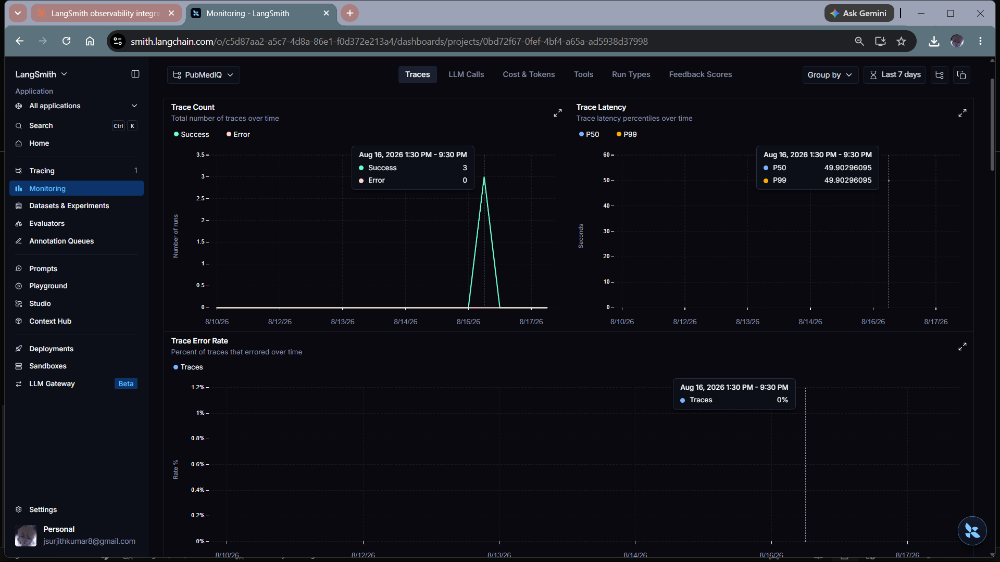 LangSmith observability integra
Monitoring - LangSmith
Ask Gemini
smith.langchain.com/o/c5d87aa2-a5c7-4d8a-86e1-f0d372e213a4/dashboards/projects/0bd72f67-0fef-4bf4-a65a-ad5938d37998
LangSmith
Application
All applications
Search Ctrl K
Home
Tracing 1
Monitoring
Datasets & Experiments
Evaluators
Annotation Queues
Prompts
Playground
Studio
Context Hub
Deployments
Sandboxes
LLM Gateway Beta
Settings
Personal
jsurjithkumar8@gmail.com
PubMedIQ
Traces LLM Calls Cost & Tokens Tools Run Types Feedback Scores
Group by Last 7 days
Trace Count
Total number of traces over time
Success Error
Aug 16, 2026 1:30 PM - 9:30 PM
Success 3
Error 0
Number of runs
3.5
3
2.5
2
1.5
1
0.5
0
8/10/26 8/12/26 8/13/26 8/14/26 8/16/26 8/17/26
Trace Latency
Trace latency percentiles over time
P50 P99
Aug 16, 2026 1:30 PM - 9:30 PM
P50 49.90296095
P99 49.90296095
Seconds
60
50
40
30
20
10
0
8/10/26 8/12/26 8/13/26 8/14/26 8/16/26 8/17/26
Trace Error Rate
Percent of traces that errored over time
Traces
Aug 16, 2026 1:30 PM - 9:30 PM
Traces 0%
Rate %
1.2%
1%
0.8%
0.6%
0.4%
0.2%
0%
8/10/26 8/12/26 8/13/26 8/14/26 8/16/26 8/17/26